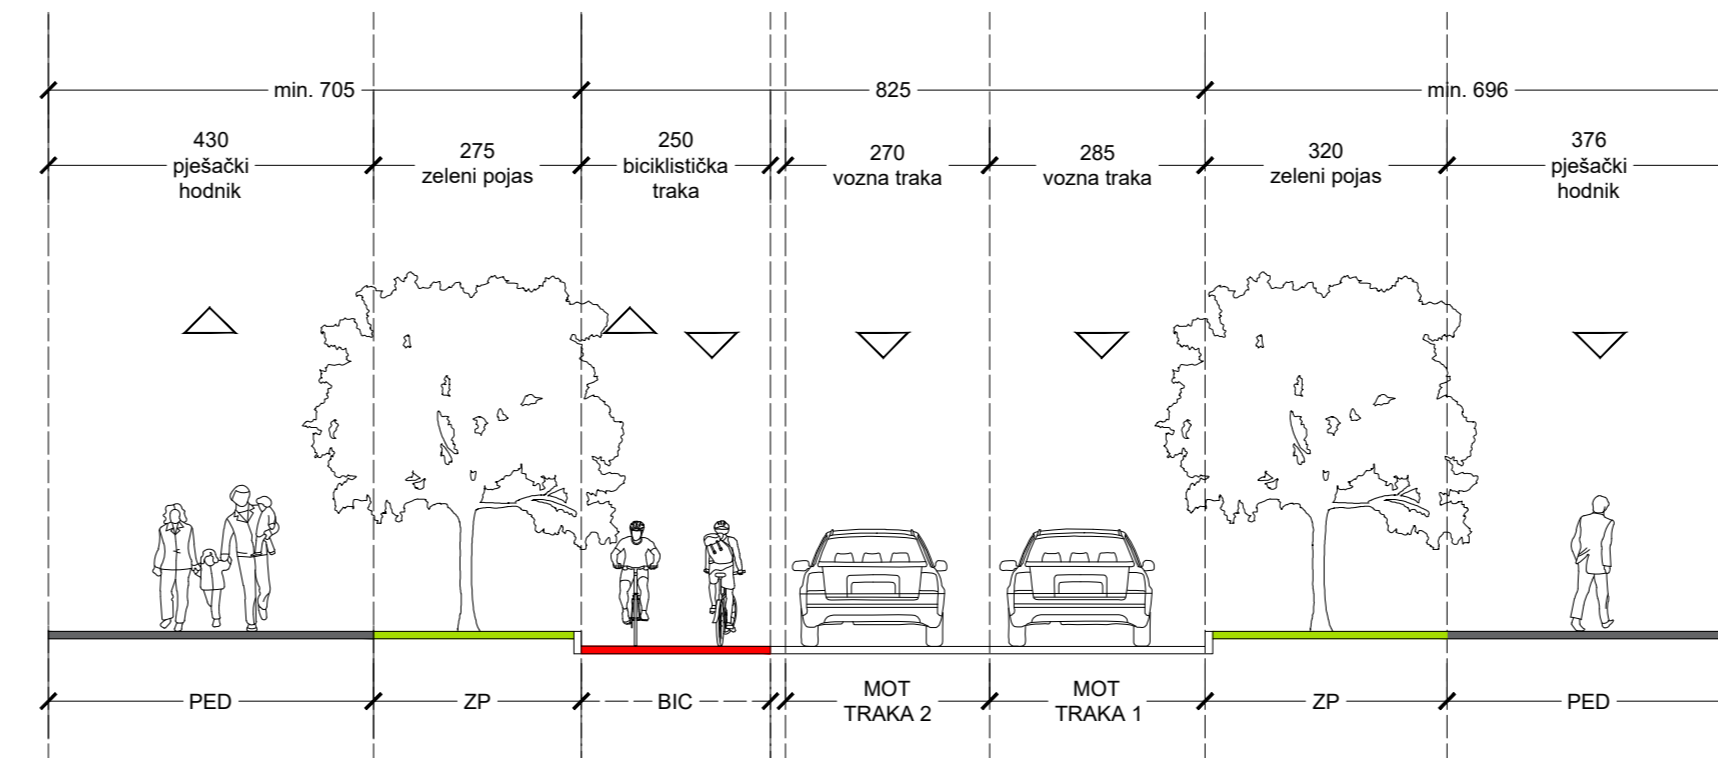 min. 705
825
min. 696
430
pješački
hodnik
275
zeleni pojas
250
biciklistička
traka
270
vozna traka
285
vozna traka
320
zeleni pojas
376
pješački
hodnik
PED
ZP
BIC
MOT
TRAKA 2
MOT
TRAKA 1
ZP
PED